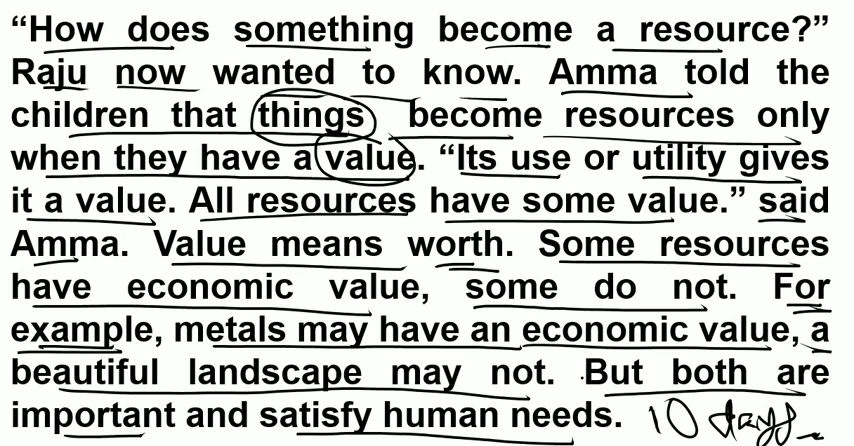 “How does something become a resource?”
Raju now wanted to know. Amma told the
children that things become resources only
when they have a value. “Its use or utility gives
it a value. All resources have some value.” said
Amma. Value means worth. Some resources
have economic value, some do not. For
example, metals may have an economic value, a
beautiful landscape may not. But both are
important and satisfy human needs. 10 days